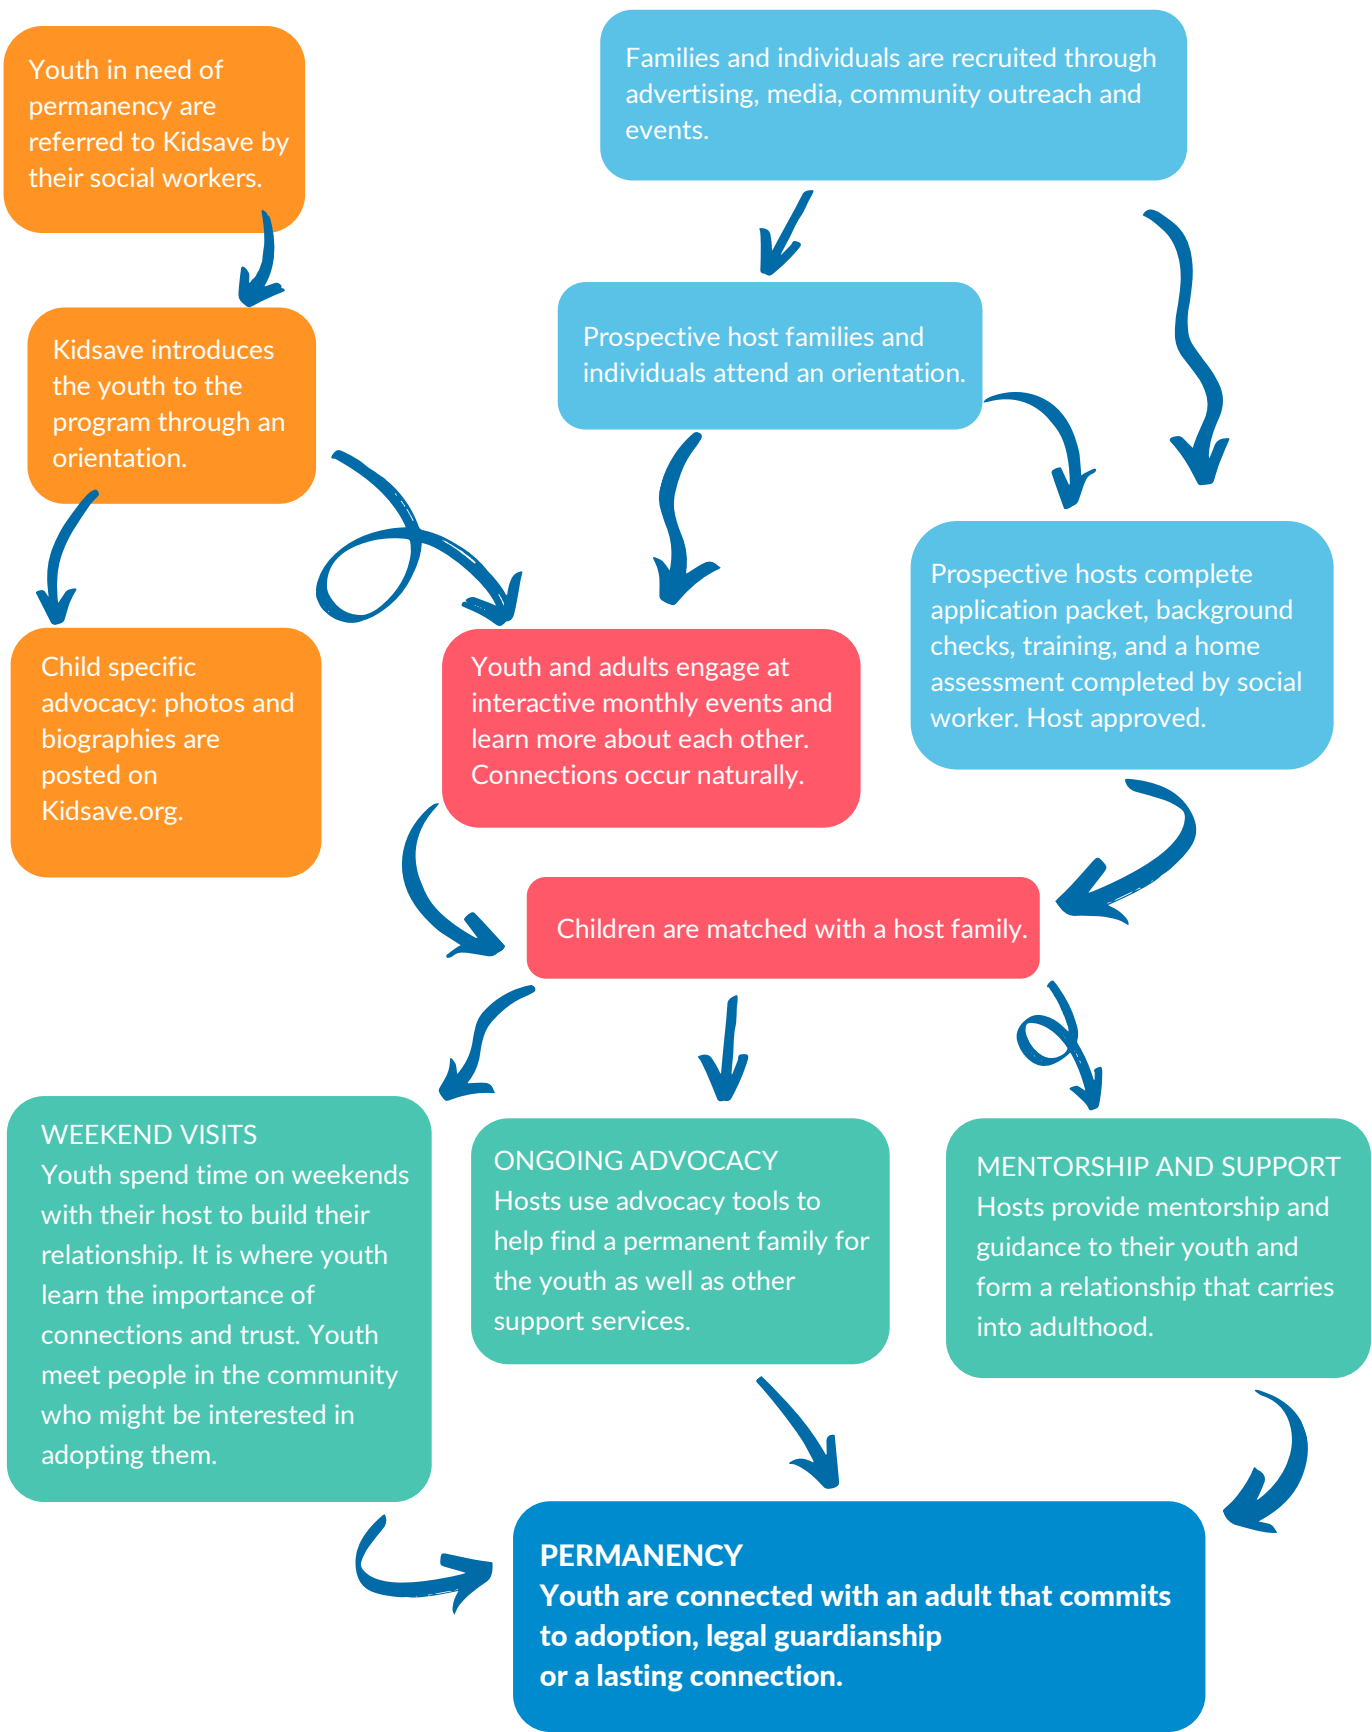 Youth in need of
permanency are
referred to Kidsave by
their social workers.
Families and individuals are recruited through
advertising, media, community outreach and
events.
Kidsave introduces
the youth to the
program through an
orientation.
Prospective host families and
individuals attend an orientation.
Child specific
advocacy: photos and
biographies are
posted on
Kidsave.org.
Youth and adults engage at
interactive monthly events and
learn more about each other.
Connections occur naturally.
Prospective hosts complete
application packet, background
checks, training, and a home
assessment completed by social
worker. Host approved.
Children are matched with a host family.
WEEKEND VISITS
Youth spend time on weekends
with their host to build their
relationship. It is where youth
learn the importance of
connections and trust. Youth
meet people in the community
who might be interested in
adopting them.
ONGOING ADVOCACY
Hosts use advocacy tools to
help find a permanent family for
the youth as well as other
support services.
MENTORSHIP AND SUPPORT
Hosts provide mentorship and
guidance to their youth and
form a relationship that carries
into adulthood.
PERMANENCY
Youth are connected with an adult that commits
to adoption, legal guardianship
or a lasting connection.